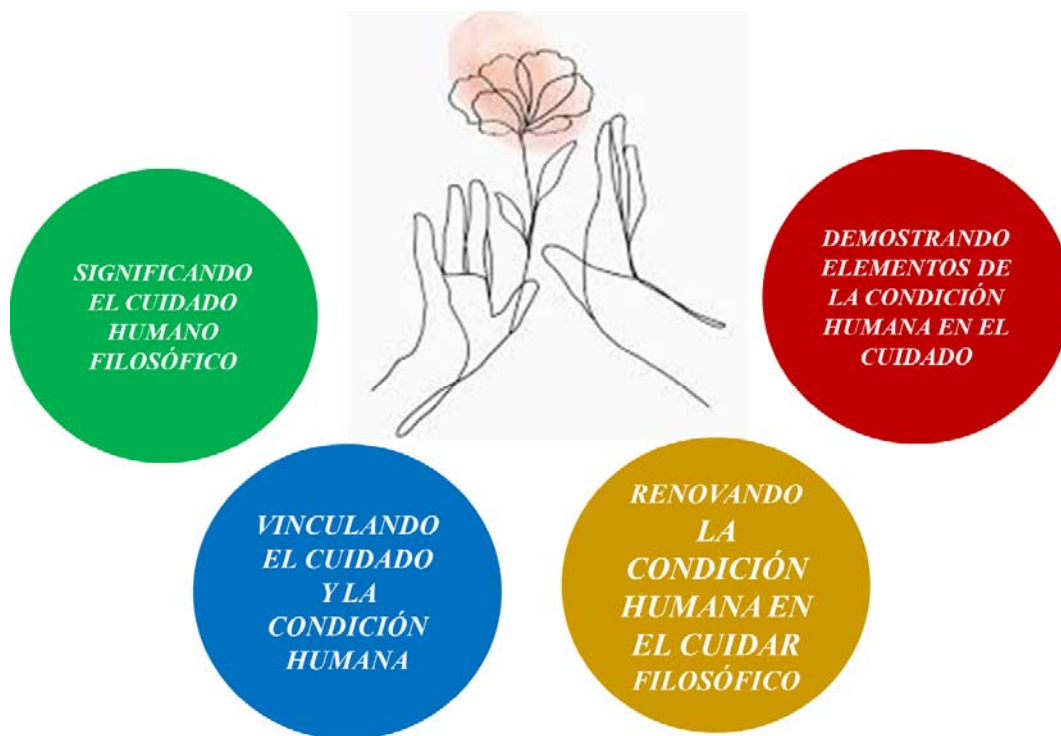 SIGNIFICANDO
EL CUIDADO
HUMANO
FILOSÓFICO
VINCULANDO
EL CUIDADO
Y LA
CONDICIÓN
HUMANA
RENOVANDO
LA
CONDICIÓN
HUMANA EN
EL CUIDAR
FILOSÓFICO
DEMOSTRANDO
ELEMENTOS DE
LA CONDICIÓN
HUMANA EN EL
CUIDADO